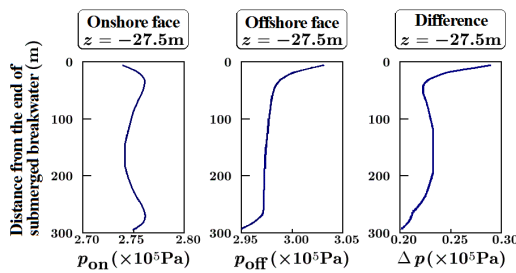 Onshore face
z = −27.5m
Offshore face
z = −27.5m
Difference
z = −27.5m
Distance from the end of
submerged breakwater (m)
0
100
200
300
2.70
2.75
2.80
p_on (×10⁵Pa)
0
100
200
300
2.95
3.00
3.05
p_off (×10⁵Pa)
0
100
200
300
0.20
0.25
0.30
Δ p (×10⁵Pa)